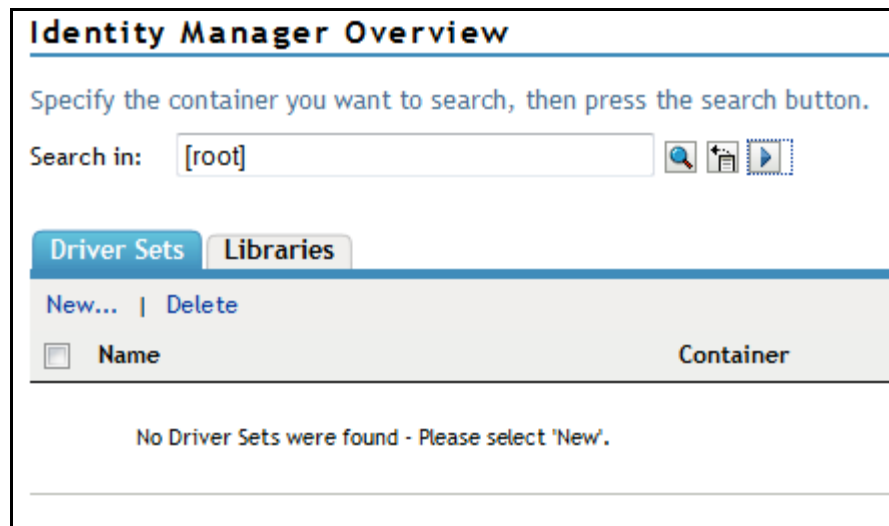 Identity Manager Overview
Specify the container you want to search, then press the search button.
Search in: [root]
Driver Sets Libraries
New... | Delete
Name Container
No Driver Sets were found - Please select 'New'.